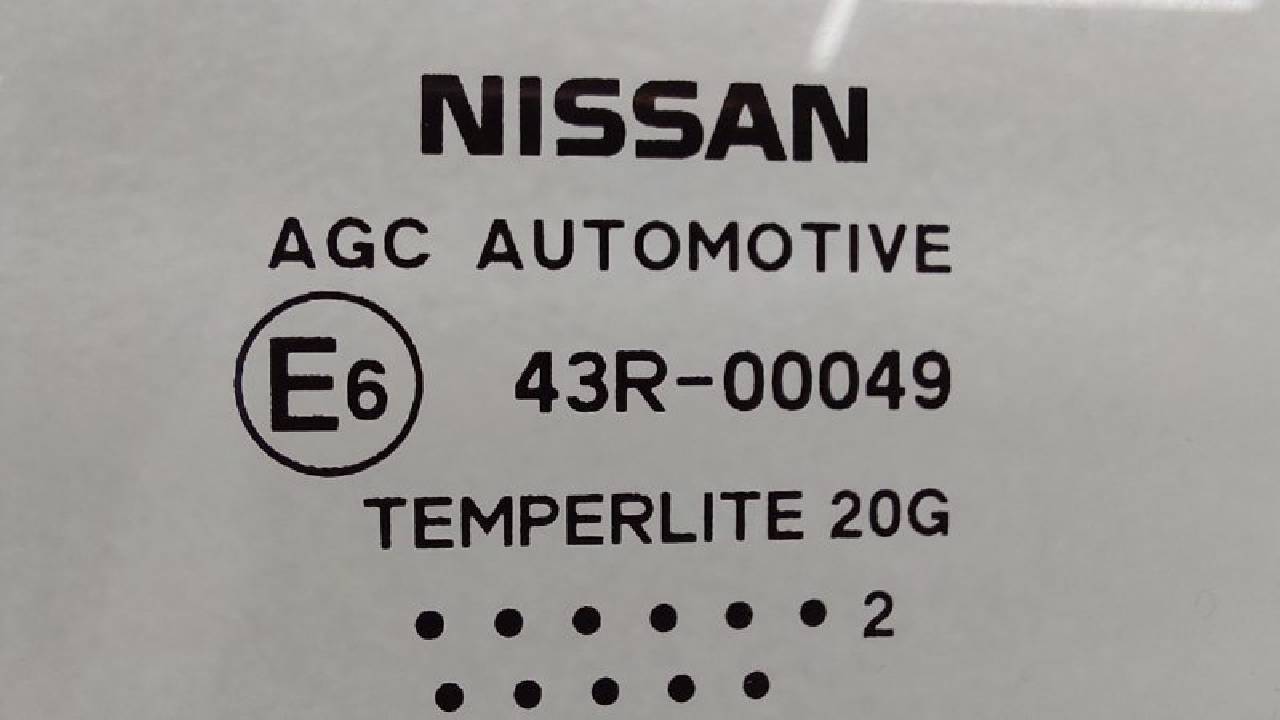 NISSAN
AGC AUTOMOTIVE
E6 43R-00049
TEMPERLITE 20G
• • • • • • 2
• • • • •